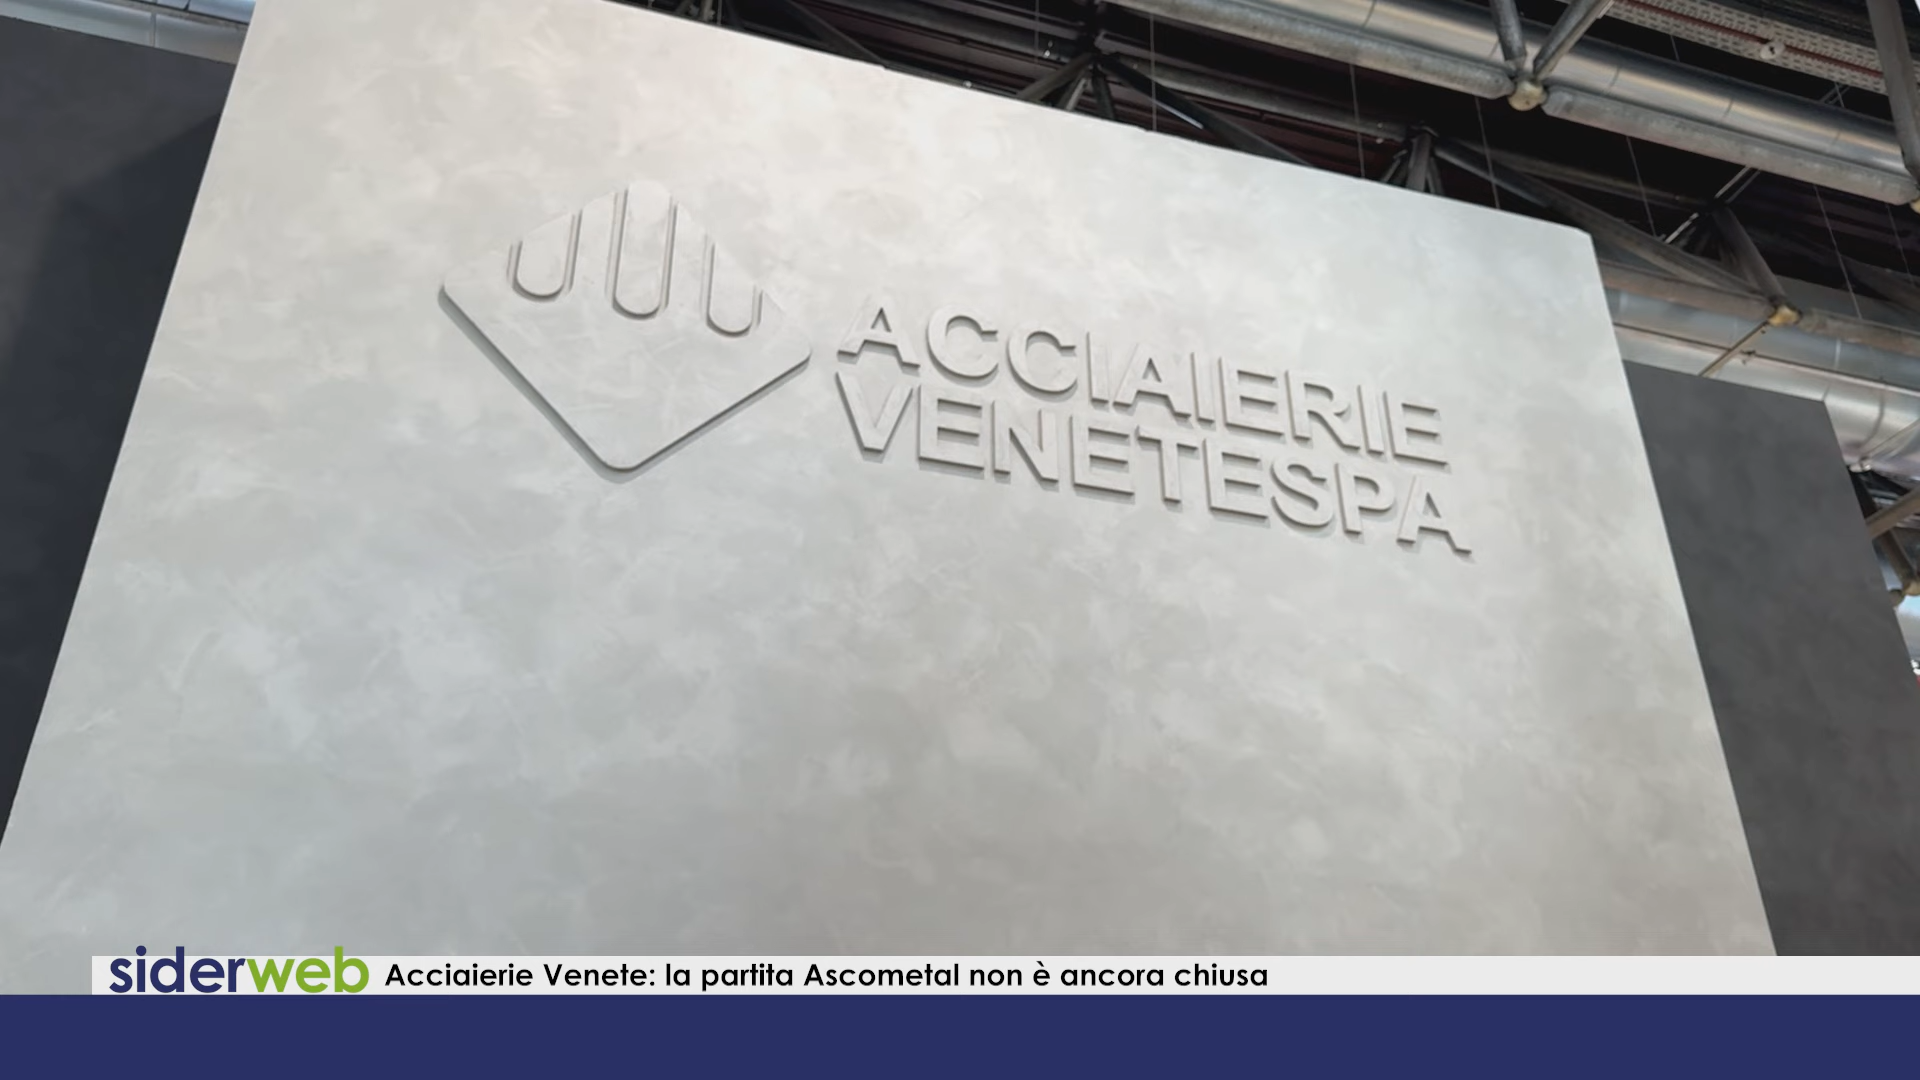 ACCIAIERIE
VENETESPA
siderweb Acciaierie Venete: la partita Ascometal non è ancora chiusa